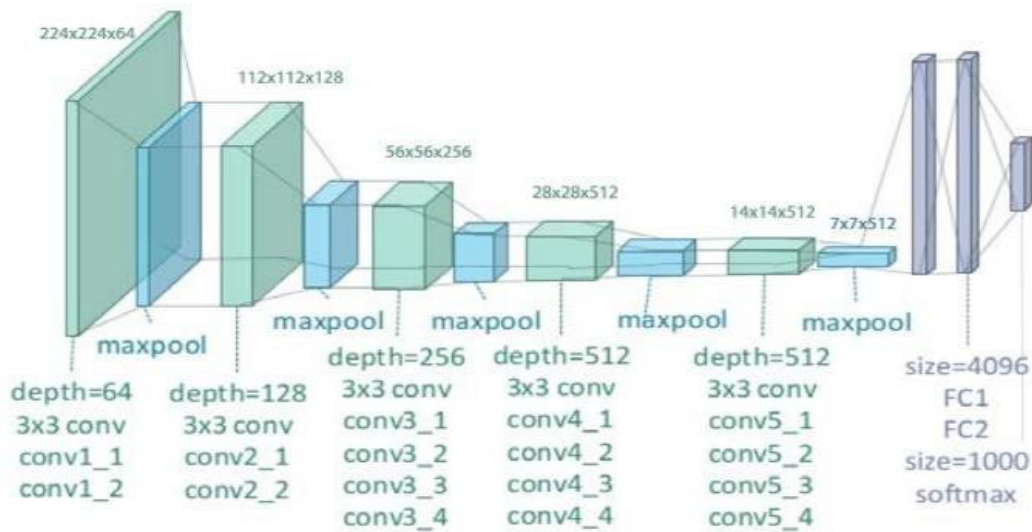 224x224x64
112x112x128
56x56x256
28x28x512
14x14x512
7x7x512
maxpool
maxpool
maxpool
maxpool
maxpool
depth=64
3x3 conv
conv1_1
conv1_2
depth=128
3x3 conv
conv2_1
conv2_2
depth=256
3x3 conv
conv3_1
conv3_2
conv3_3
conv3_4
depth=512
3x3 conv
conv4_1
conv4_2
conv4_3
conv4_4
depth=512
3x3 conv
conv5_1
conv5_2
conv5_3
conv5_4
size=4096
FC1
FC2
size=1000
softmax